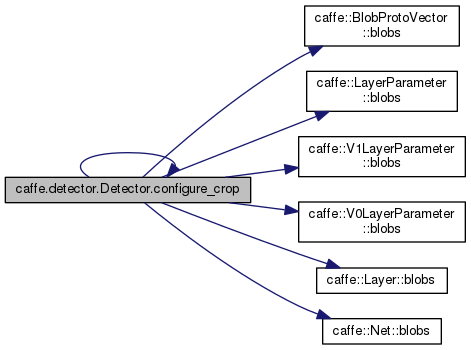 caffe::BlobProtoVector
::blobs
caffe::LayerParameter
::blobs
caffe::V1LayerParameter
::blobs
caffe.detector.Detector.configure_crop
caffe::V0LayerParameter
::blobs
caffe::Layer::blobs
caffe::Net::blobs